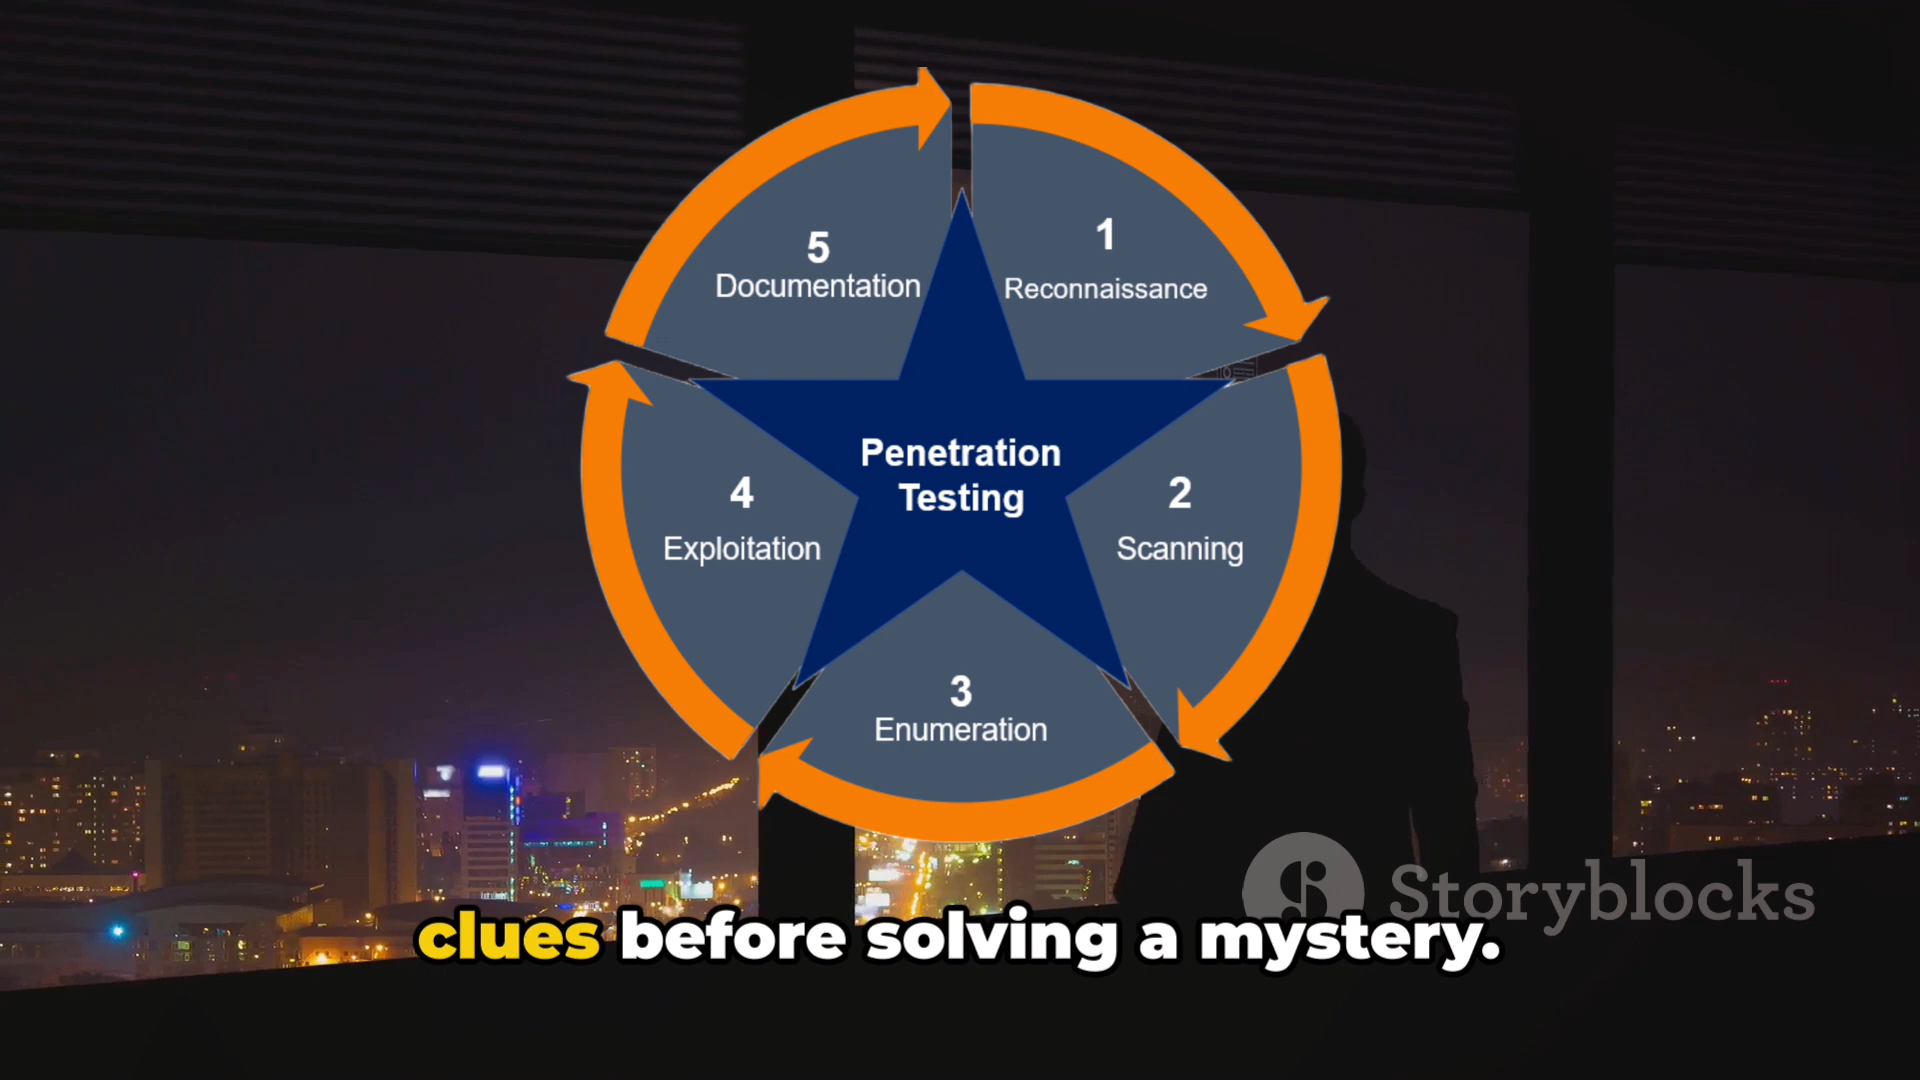 5
Documentation
1
Reconnaissance
Penetration
Testing
4
Exploitation
2
Scanning
3
Enumeration
Storyblocks
clues before solving a mystery.